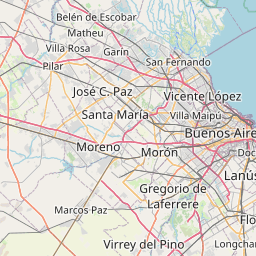 Belén de Escobar
Matheu
Villa Rosa
Garín
Pilar
San Fernando
José C. Paz
Vicente López
Santa María
Villa Maipú
Buenos Aire
Moreno
Morón
Doc
Lanús
Gregorio de
Laferrere
Marcos Paz
Flo
Virrey del Pino
Longcham